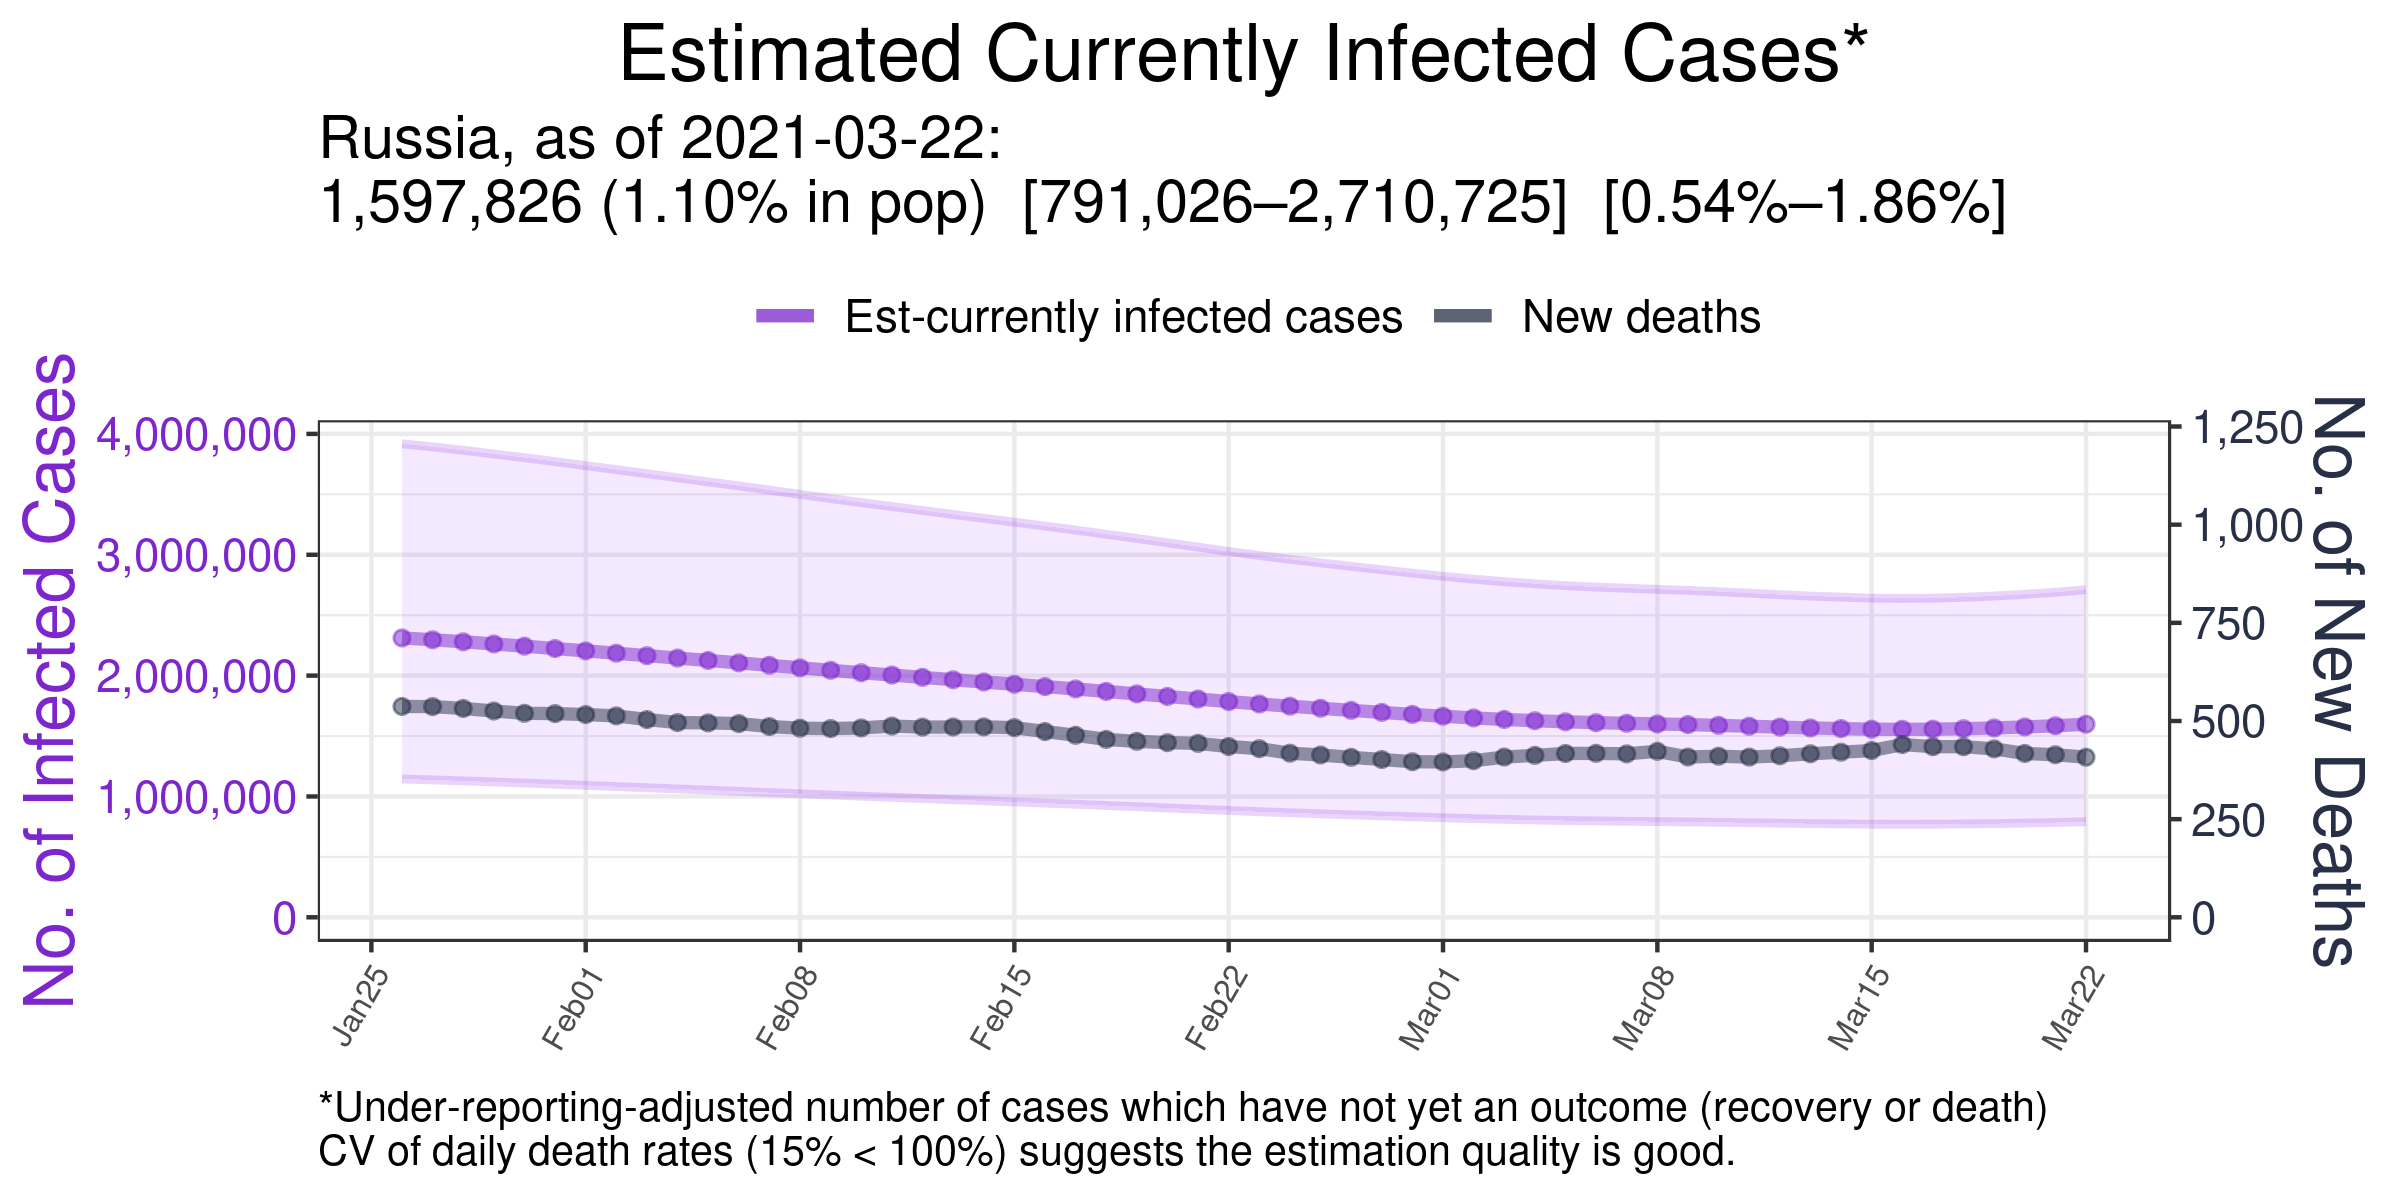 Estimated Currently Infected Cases*
Russia, as of 2021-03-22:
1,597,826 (1.10% in pop) [791,026–2,710,725] [0.54%–1.86%]
Est-currently infected cases
New deaths
No. of Infected Cases
4,000,000
3,000,000
2,000,000
1,000,000
0
1,250
1,000
750
500
250
0
No. of New Deaths
Jan25
Feb01
Feb08
Feb15
Feb22
Mar01
Mar08
Mar15
Mar22
*Under-reporting-adjusted number of cases which have not yet an outcome (recovery or death)
CV of daily death rates (15% < 100%) suggests the estimation quality is good.